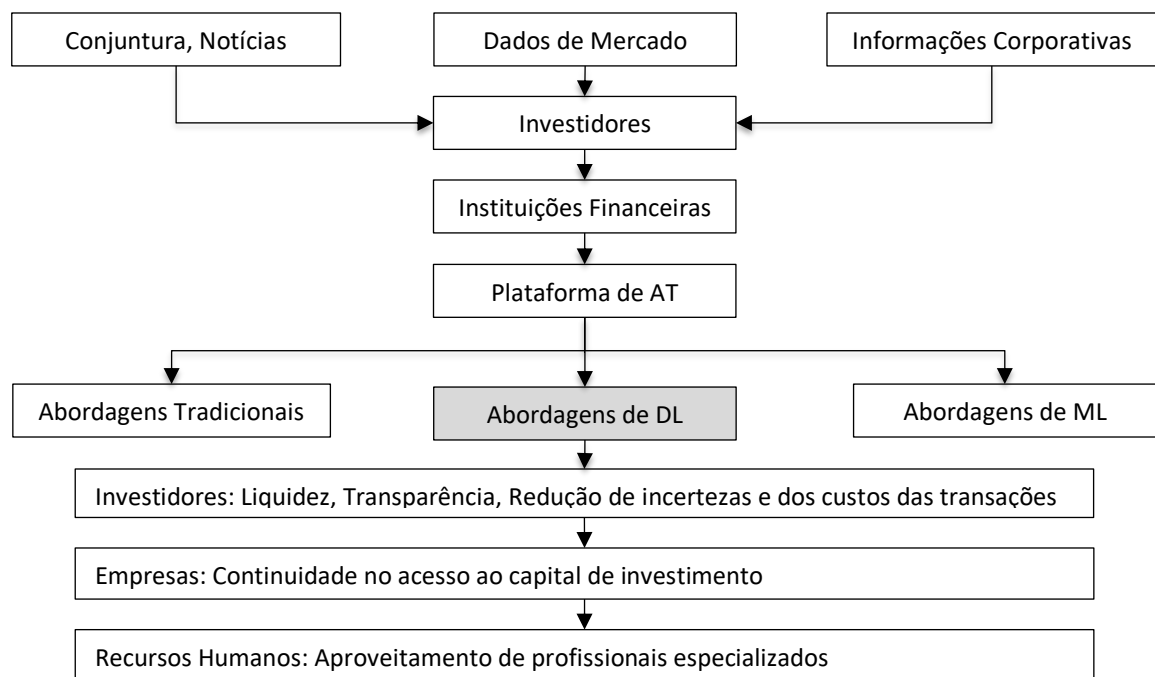 Conjuntura, Notícias
Dados de Mercado
Informações Corporativas
Investidores
Instituições Financeiras
Plataforma de AT
Abordagens Tradicionais
Abordagens de DL
Abordagens de ML
Investidores: Liquidez, Transparência, Redução de incertezas e dos custos das transações
Empresas: Continuidade no acesso ao capital de investimento
Recursos Humanos: Aproveitamento de profissionais especializados